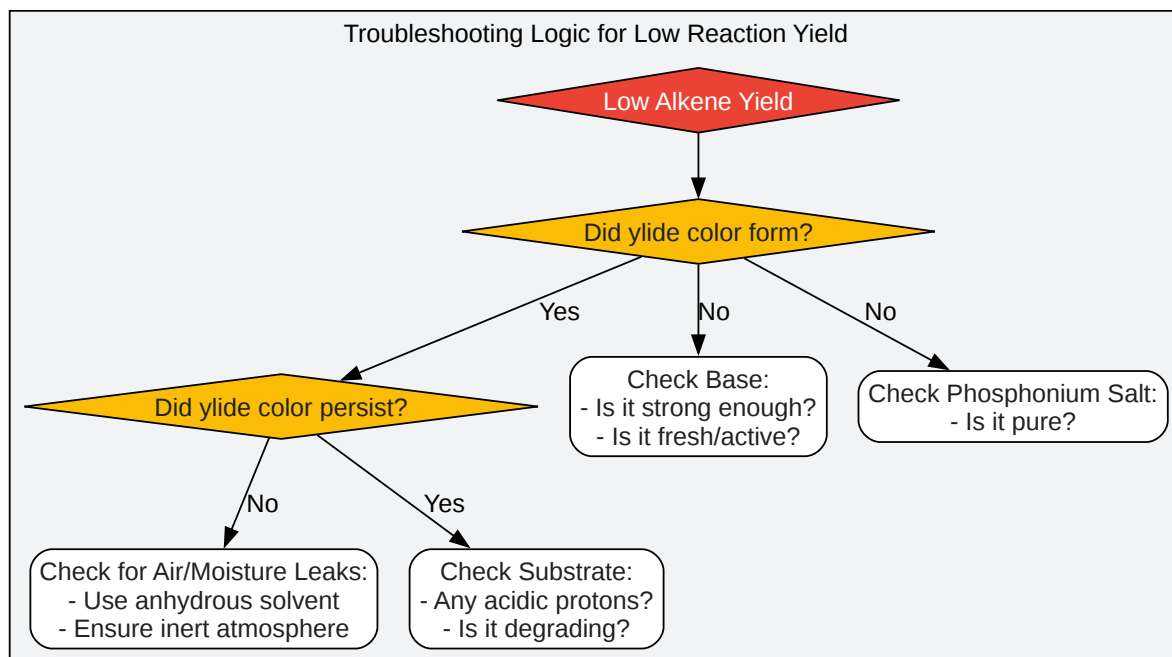 Troubleshooting Logic for Low Reaction Yield
Low Alkene Yield
Did ylide color form?
Yes
No
No
Did ylide color persist?
Check Base:
- Is it strong enough?
- Is it fresh/active?
Check Phosphonium Salt:
- Is it pure?
No
Yes
Check for Air/Moisture Leaks:
- Use anhydrous solvent
- Ensure inert atmosphere
Check Substrate:
- Any acidic protons?
- Is it degrading?